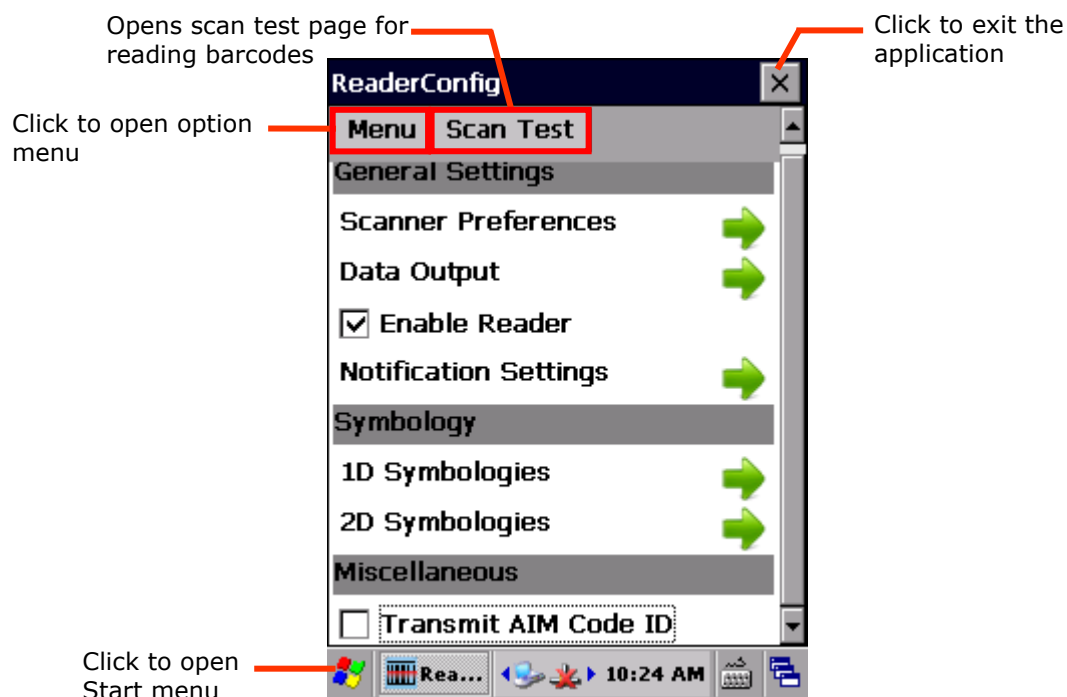 Opens scan test page for
reading barcodes
Click to exit the
application
ReaderConfig
Click to open option
menu
Menu Scan Test
General Settings
Scanner Preferences
Data Output
Enable Reader
Notification Settings
Symbology
1D Symbologies
2D Symbologies
Miscellaneous
Transmit AIM Code ID
Click to open
Start menu
Rea... 10:24 AM